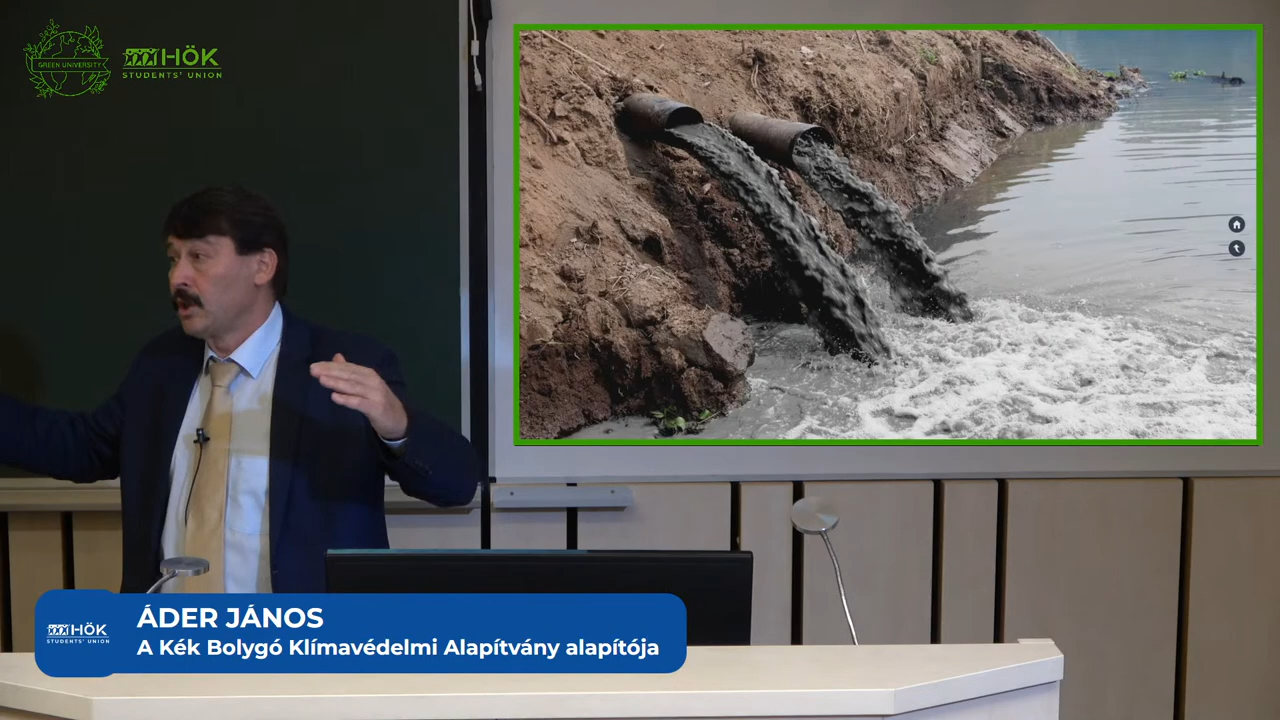 GREEN UNIVERSITY
HÖK
STUDENTS' UNION
HÖK
STUDENTS' UNION
ÁDER JÁNOS
A Kék Bolygó Klímavédelmi Alapítvány alapítója